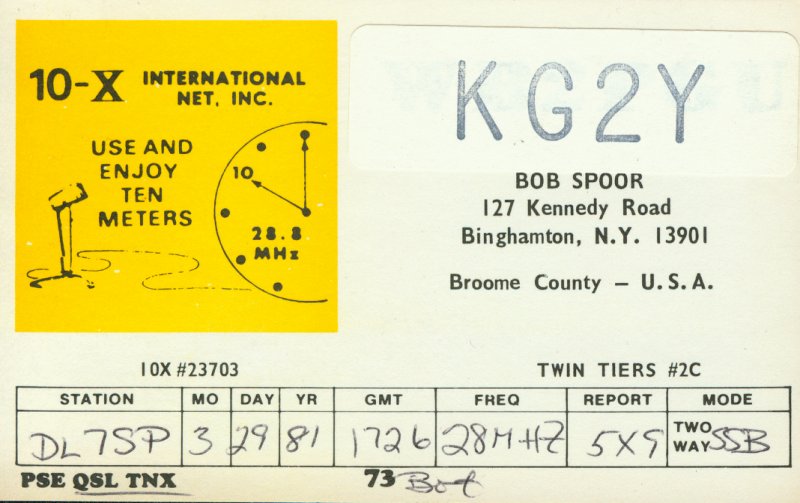 10-X INTERNATIONAL
NET, INC.
USE AND
ENJOY
TEN
METERS
10
28.8
MHz
KG2Y
BOB SPOOR
127 Kennedy Road
Binghamton, N.Y. 13901
Broome County – U.S.A.
10X #23703
TWIN TIERS #2C
STATION MO DAY YR GMT FREQ REPORT MODE
DL7SP 3 29 81 1726 28MHZ 5X9 TWO WAY SSB
PSE QSL TNX
73 Bob